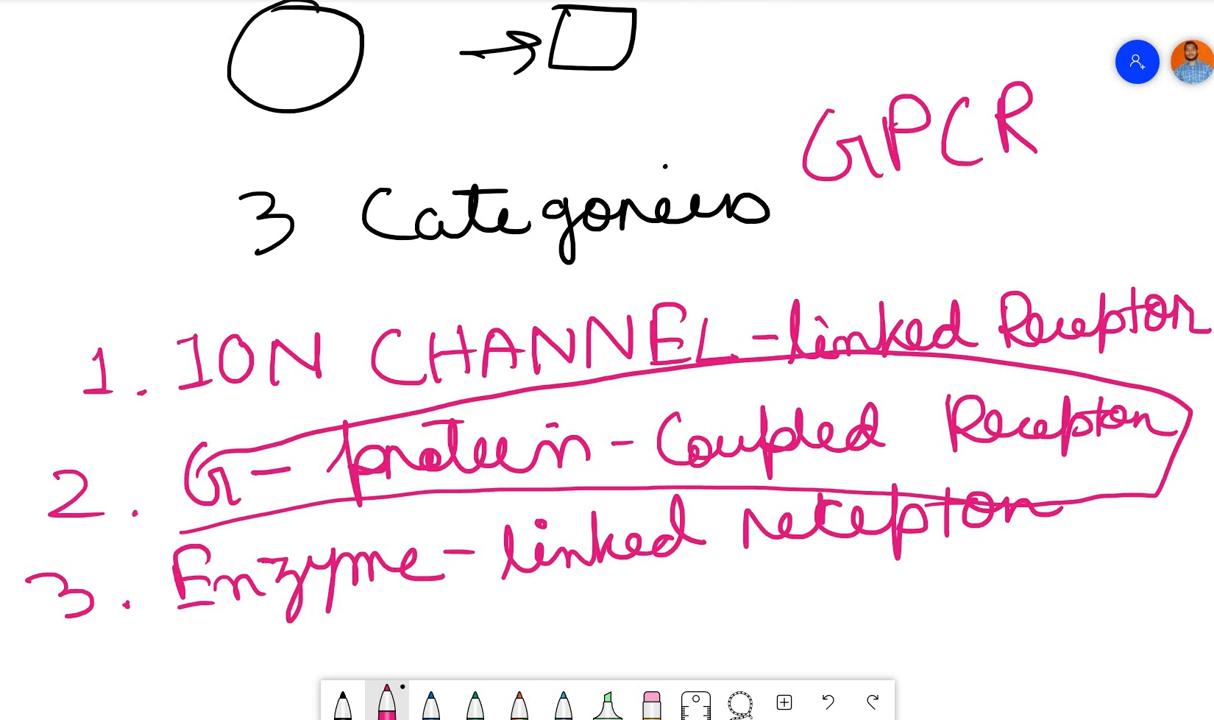 GPCR
3 Categories
1. ION CHANNEL-linked Receptor
2. G-protein-Coupled Receptor
3. Enzyme-linked receptor